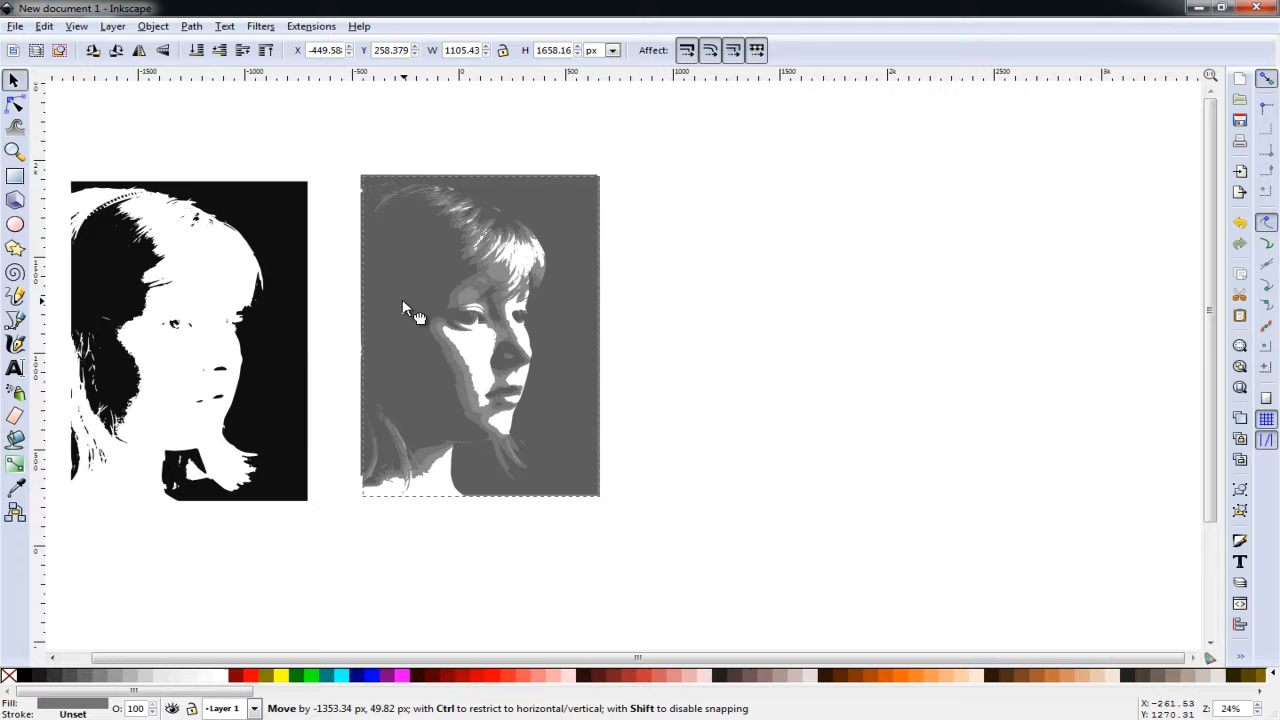 New document 1 - Inkscape
File Edit View Layer Object Path Text Filters Extensions Help
X -449.58 Y 258.379 W 1105.43 H 1658.16 px Affect:
-1500 -1000 -500 0 500 1000 1500 2k 2500 3k
Fill:
Stroke: Unset O: 100 Layer 1 Move by -1353.34 px, 49.82 px; with Ctrl to restrict to horizontal/vertical; with Shift to disable snapping X: -261.53 Y: 1270.31 Z: 24%